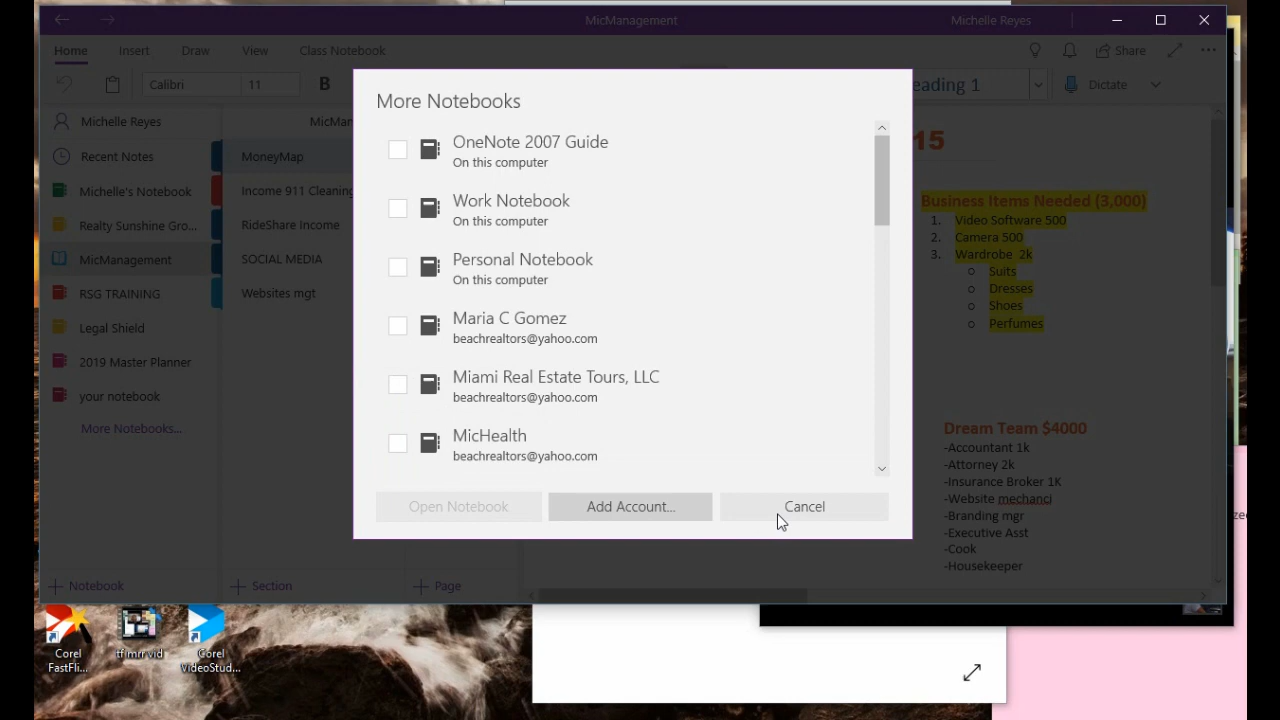 MicManagement
Michelle Reyes
Home
Insert
Draw
View
Class Notebook
Share
Calibri
11
B
eading 1
Dictate
Michelle Reyes
Recent Notes
Michelle's Notebook
Realty Sunshine Gro...
MicManagement
RSG TRAINING
Legal Shield
2019 Master Planner
your notebook
More Notebooks...
MicMan
MoneyMap
Income 911 Cleaning
RideShare Income
SOCIAL MEDIA
Websites mgt
More Notebooks
OneNote 2007 Guide
On this computer
Work Notebook
On this computer
Personal Notebook
On this computer
Maria C Gomez
beachrealtors@yahoo.com
Miami Real Estate Tours, LLC
beachrealtors@yahoo.com
MicHealth
beachrealtors@yahoo.com
Open Notebook
Add Account...
Cancel
15
Business Items Needed (3,000)
1. Video Software 500
2. Camera 500
3. Wardrobe 2k
o Suits
o Dresses
o Shoes
o Perfumes
Dream Team $4000
-Accountant 1k
-Attorney 2k
-Insurance Broker 1K
-Website mechanci
-Branding mgr
-Executive Asst
-Cook
-Housekeeper
+ Notebook
+ Section
+ Page
Corel
FastFli...
tf mrr vid
Corel
VideoStud...